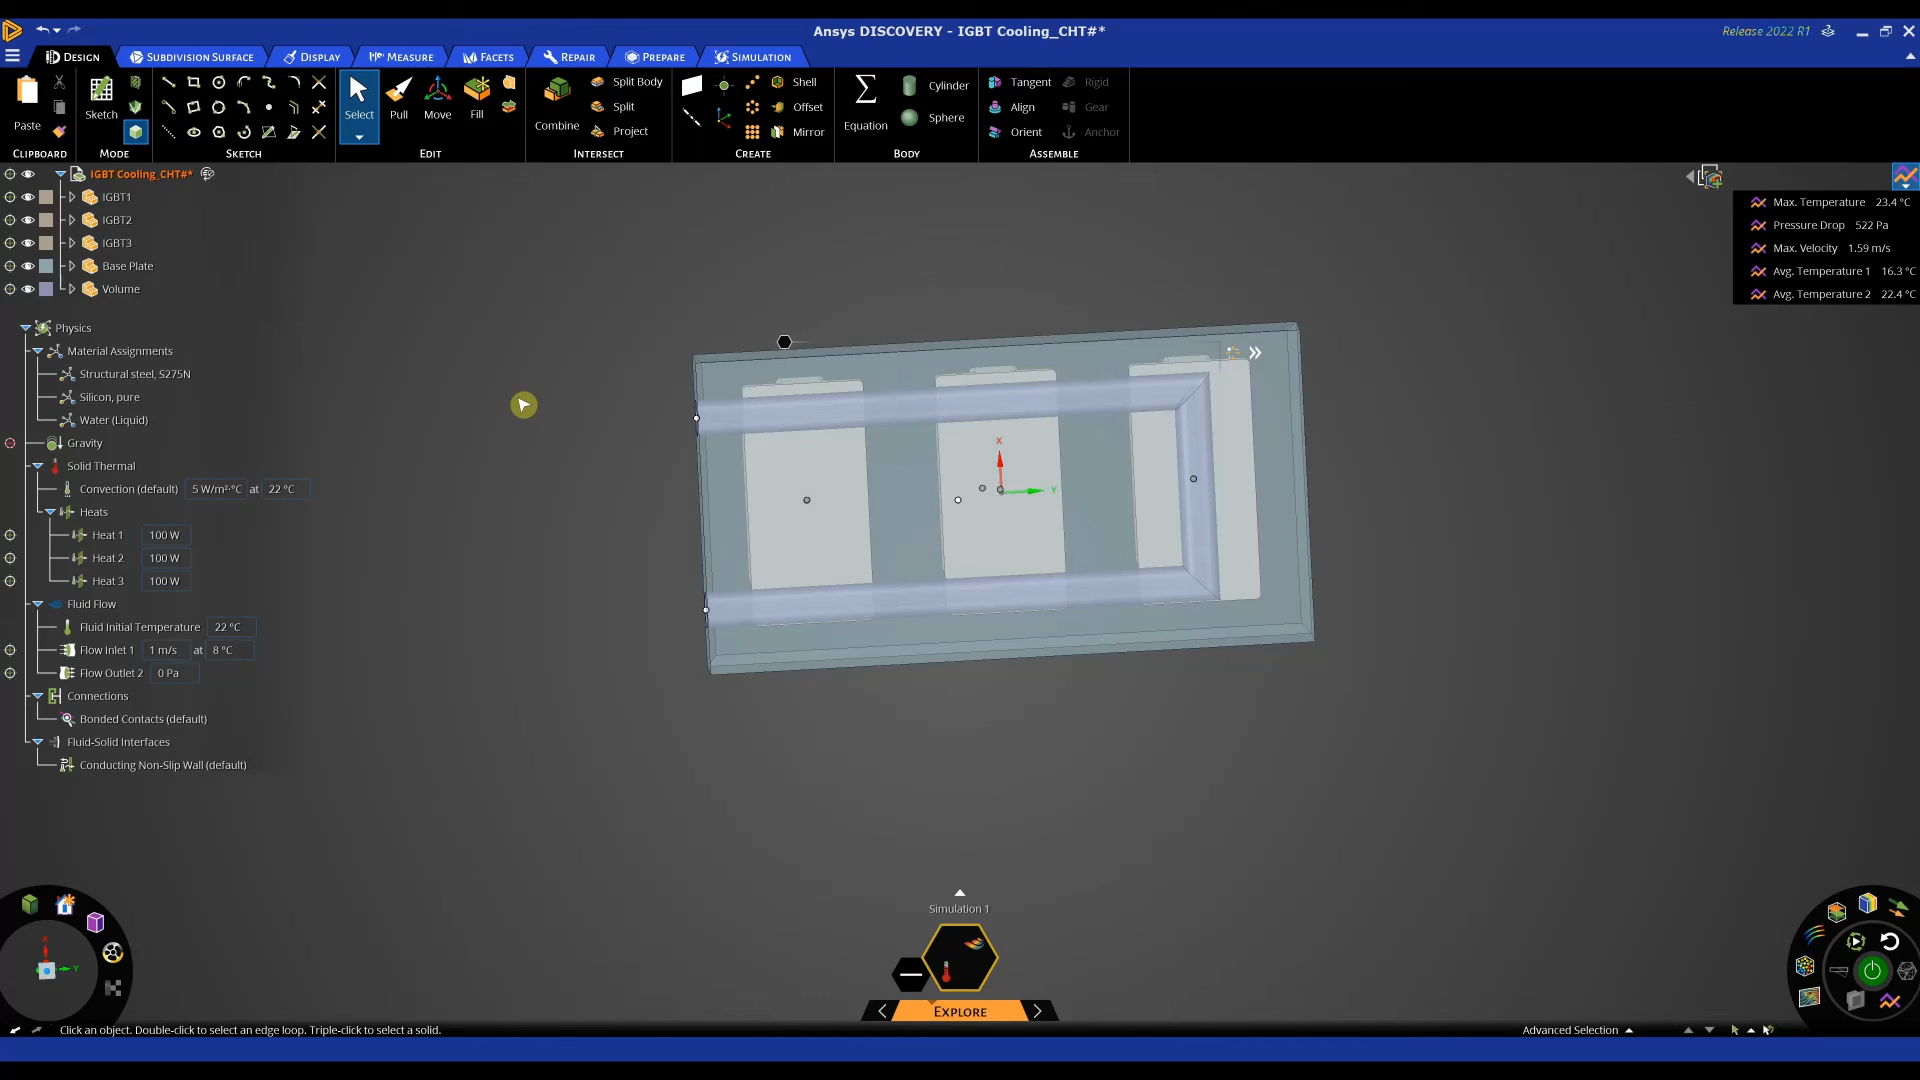 Ansys DISCOVERY - IGBT Cooling_CHT#*
Release 2022 R1
DESIGN
SUBDIVISION SURFACE
DISPLAY
MEASURE
FACETS
REPAIR
PREPARE
SIMULATION
Paste
Sketch
Select
Pull
Move
Fill
Combine
Split Body
Split
Project
Shell
Offset
Mirror
Equation
Cylinder
Sphere
Tangent
Align
Orient
Rigid
Gear
Anchor
CLIPBOARD
MODE
SKETCH
EDIT
INTERSECT
CREATE
BODY
ASSEMBLE
IGBT Cooling_CHT#*
IGBT1
IGBT2
IGBT3
Base Plate
Volume
Physics
Material Assignments
Structural steel, S275N
Silicon, pure
Water (Liquid)
Gravity
Solid Thermal
Convection (default) 5 W/m²·°C at 22 °C
Heats
Heat 1 100 W
Heat 2 100 W
Heat 3 100 W
Fluid Flow
Fluid Initial Temperature 22 °C
Flow Inlet 1 1 m/s at 8 °C
Flow Outlet 2 0 Pa
Connections
Bonded Contacts (default)
Fluid-Solid Interfaces
Conducting Non-Slip Wall (default)
Max. Temperature 23.4 °C
Pressure Drop 522 Pa
Max. Velocity 1.59 m/s
Avg. Temperature 1 16.3 °C
Avg. Temperature 2 22.4 °C
X
Y
Simulation 1
EXPLORE
X
Y
Click an object. Double-click to select an edge loop. Triple-click to select a solid.
Advanced Selection